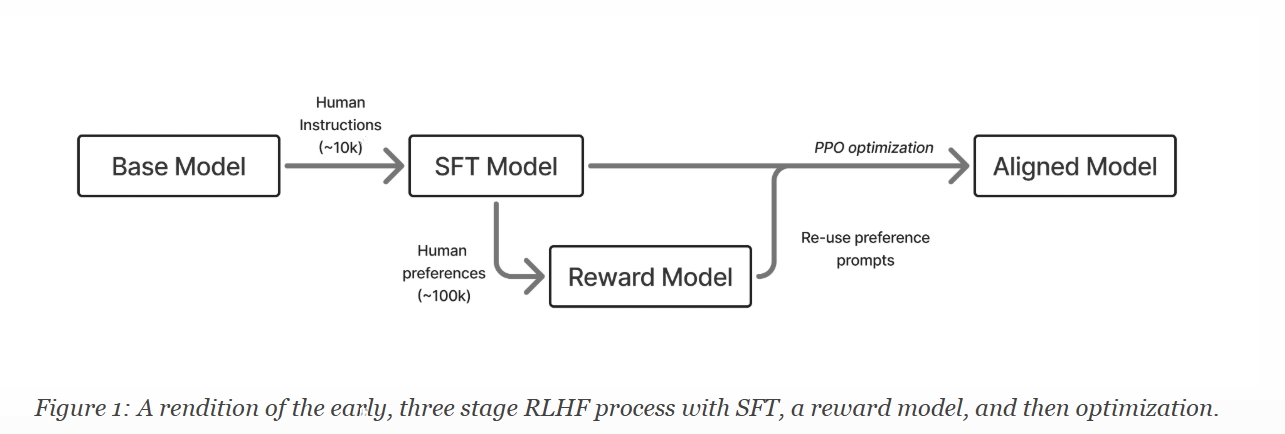 Human
Instructions
(~10k)
Base Model
SFT Model
PPO optimization
Aligned Model
Human
preferences
(~100k)
Reward Model
Re-use preference
prompts
Figure 1: A rendition of the early, three stage RLHF process with SFT, a reward model, and then optimization.